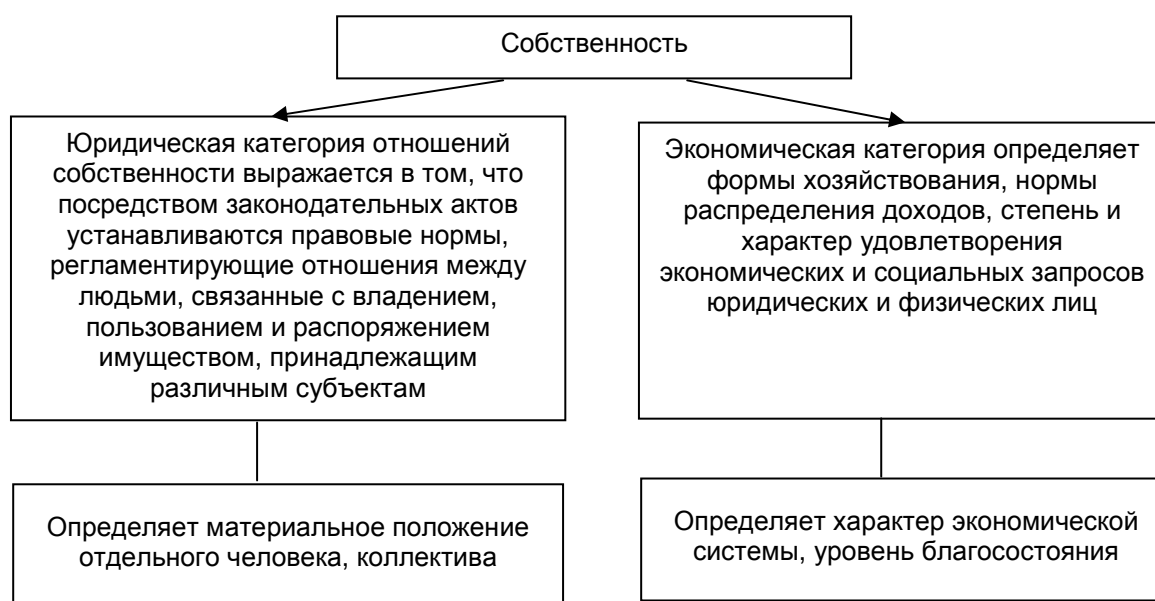 Собственность
Юридическая категория отношений
собственности выражается в том, что
посредством законодательных актов
устанавливаются правовые нормы,
регламентирующие отношения между
людьми, связанные с владением,
пользованием и распоряжением
имуществом, принадлежащим
различным субъектам
Экономическая категория определяет
формы хозяйствования, нормы
распределения доходов, степень и
характер удовлетворения
экономических и социальных запросов
юридических и физических лиц
Определяет материальное положение
отдельного человека, коллектива
Определяет характер экономической
системы, уровень благосостояния